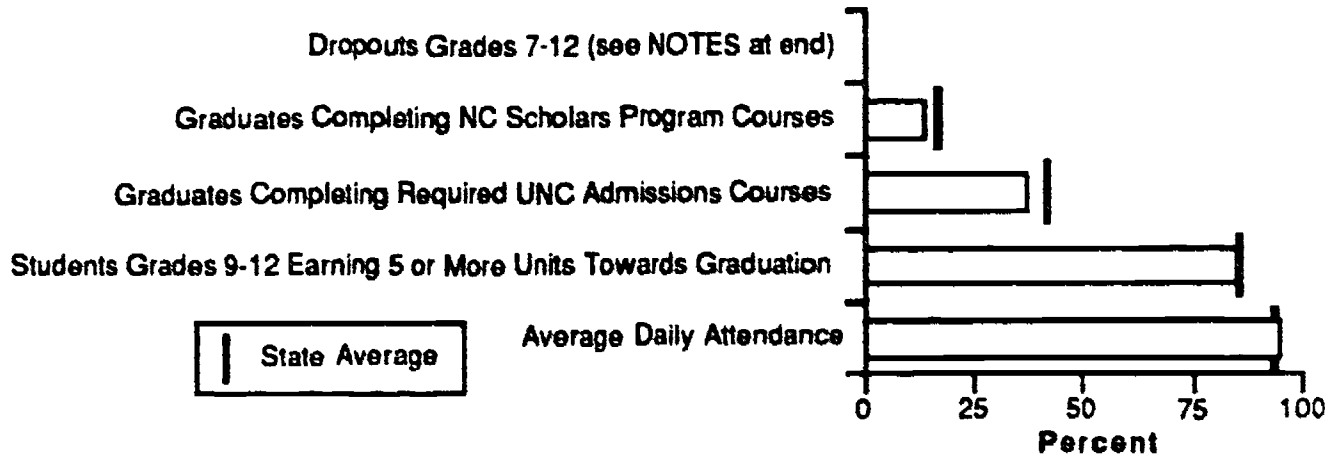 Dropouts Grades 7-12 (see NOTES at end)
Graduates Completing NC Scholars Program Courses
Graduates Completing Required UNC Admissions Courses
Students Grades 9-12 Earning 5 or More Units Towards Graduation
Average Daily Attendance
State Average
0 25 50 75 100
Percent